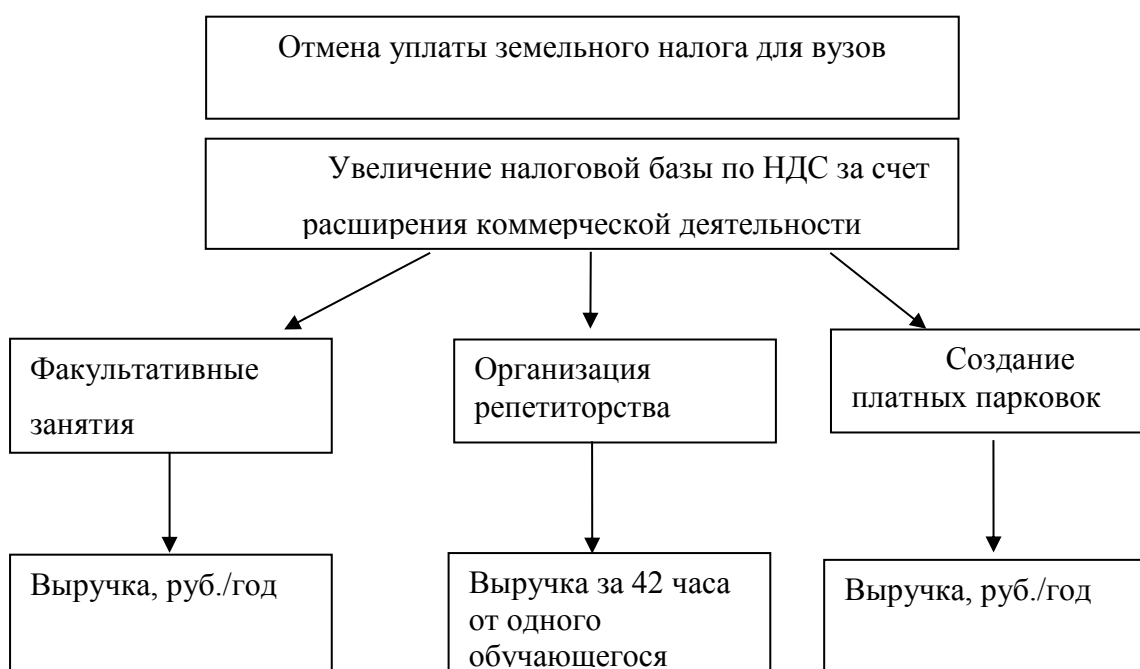 Отмена уплаты земельного налога для вузов
Увеличение налоговой базы по НДС за счет
расширения коммерческой деятельности
Факультативные
занятия
Организация
репетиторства
Создание
платных парковок
Выручка, руб./год
Выручка за 42 часа
от одного
обучающегося
Выручка, руб./год